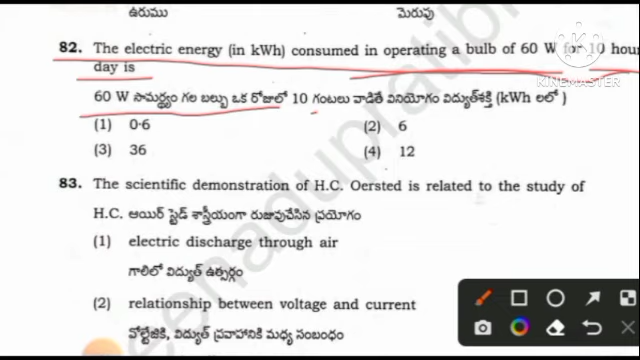 ఉరుము మెరుపు
82. The electric energy (in kWh) consumed in operating a bulb of 60 W for 10 hour
day is
60 W సామర్థ్యం గల బల్బు ఒక రోజులో 10 గంటలు వాడితే వినియోగం విద్యుత్‌శక్తి (kWh లలో)
(1) 0·6 (2) 6
(3) 36 (4) 12
83. The scientific demonstration of H.C. Oersted is related to the study of
H.C. ఆయిర్ స్టెడ్ శాస్త్రీయంగా రుజువుచేసిన ప్రయోగం
(1) electric discharge through air
గాలిలో విద్యుత్ ఉత్సర్గం
(2) relationship between voltage and current
వోల్టేజికి, విద్యుత్ ప్రవాహానికి మధ్య సంబంధం
KINEMASTER
eenadupratib